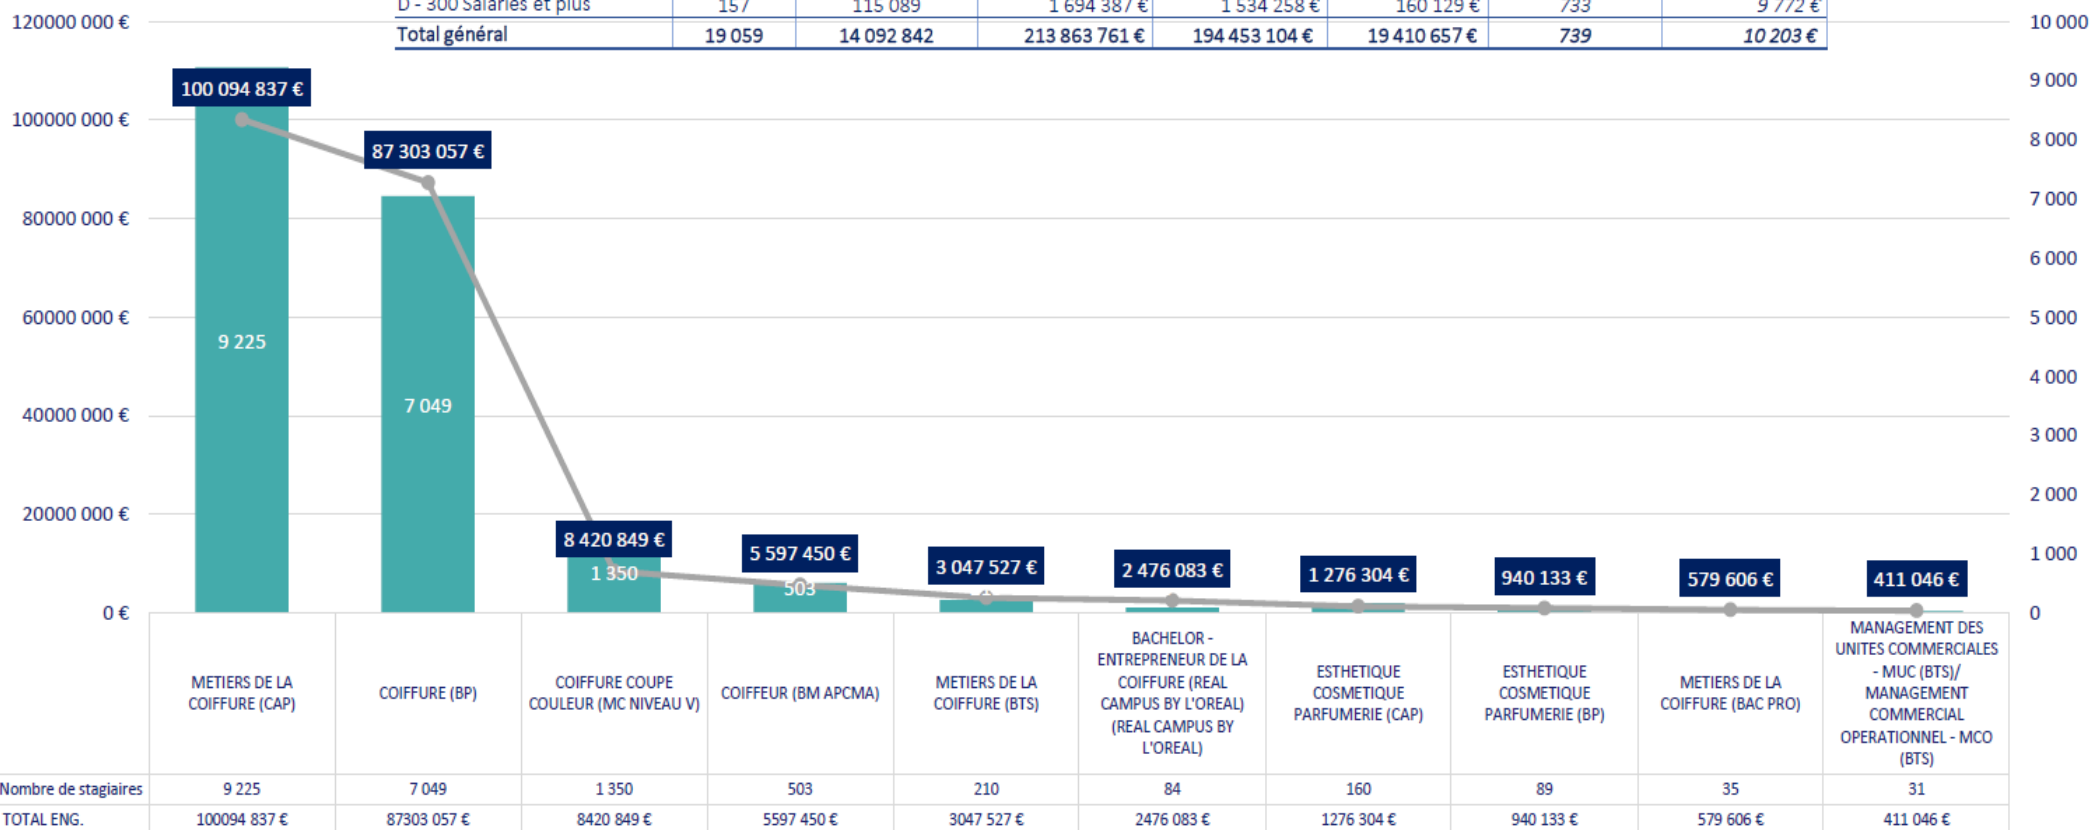 D - 300 Salariés et plus 157 115 089 1 694 387 € 1 534 258 € 160 129 € 733 9 772 €
Total général 19 059 14 092 842 213 863 761 € 194 453 104 € 19 410 657 € 739 10 203 €
120000 000 € 10 000
100 094 837 €
9 000
100000 000 €
8 000
87 303 057 €
80000 000 € 7 000
6 000
60000 000 € 5 000
9 225
4 000
7 049
40000 000 €
3 000
20000 000 € 2 000
8 420 849 € 5 597 450 € 3 047 527 € 2 476 083 € 1 276 304 € 940 133 € 579 606 € 411 046 €
1 000
1 350 503
0 € 0
METIERS DE LA
COIFFURE (CAP)
COIFFURE (BP)
COIFFURE COUPE
COULEUR (MC NIVEAU V)
COIFFEUR (BM APCMA)
METIERS DE LA
COIFFURE (BTS)
BACHELOR -
ENTREPRENEUR DE LA
COIFFURE (REAL
CAMPUS BY L'OREAL)
(REAL CAMPUS BY
L'OREAL)
ESTHETIQUE
COSMETIQUE
PARFUMERIE (CAP)
ESTHETIQUE
COSMETIQUE
PARFUMERIE (BP)
METIERS DE LA
COIFFURE (BAC PRO)
MANAGEMENT DES
UNITES COMMERCIALES
- MUC (BTS)/
MANAGEMENT
COMMERCIAL
OPERATIONNEL - MCO
(BTS)
Nombre de stagiaires 9 225 7 049 1 350 503 210 84 160 89 35 31
TOTAL ENG. 100094 837 € 87303 057 € 8420 849 € 5597 450 € 3047 527 € 2476 083 € 1276 304 € 940 133 € 579 606 € 411 046 €